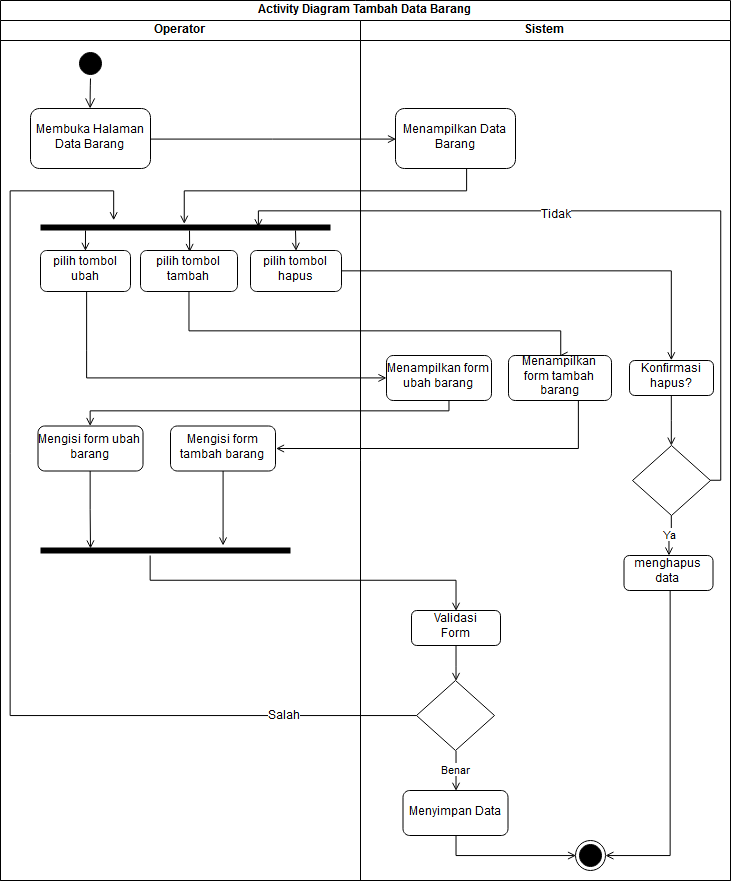 Activity Diagram Tambah Data Barang
Operator
Sistem
Membuka Halaman
Data Barang
Menampilkan Data
Barang
Tidak
pilih tombol
ubah
pilih tombol
tambah
pilih tombol
hapus
Menampilkan form
ubah barang
Menampilkan
form tambah
barang
Konfirmasi
hapus?
Mengisi form ubah
barang
Mengisi form
tambah barang
Ya
menghapus
data
Validasi
Form
Salah
Benar
Menyimpan Data